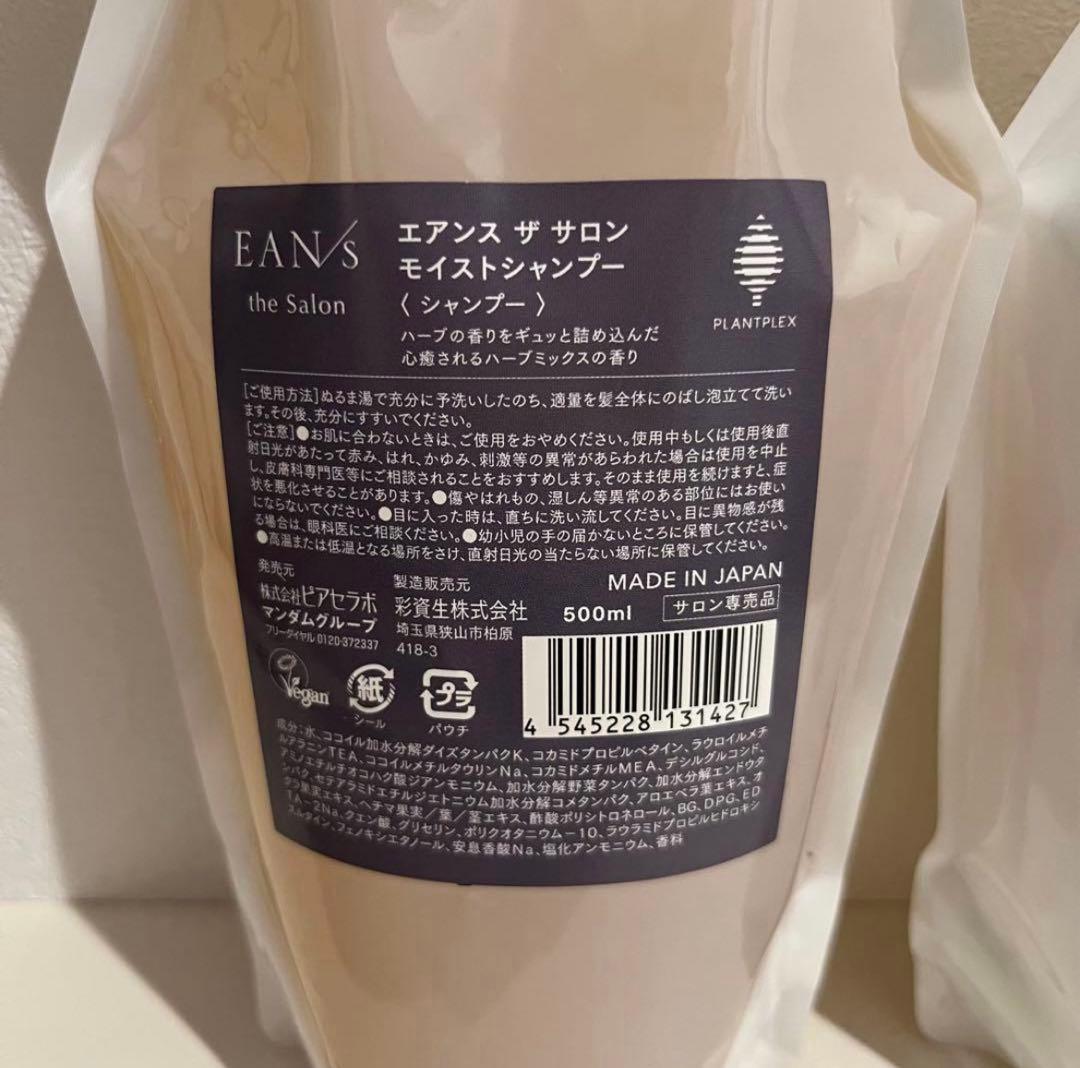 EAN/s
the Salon
エアンス ザ サロン
モイストシャンプー
〈 シャンプー 〉
ハーブの香りをギュッと詰め込んだ
心癒されるハーブミックスの香り
PLANTPLEX
[ご使用方法]ぬるま湯で充分に予洗いしたのち、適量を髪全体にのばし泡立てて洗い
ます。その後、充分にすすいでください。
[ご注意]●お肌に合わないときは、ご使用をおやめください。使用中もしくは使用後直
射日光があたって赤み、はれ、かゆみ、刺激等の異常があらわれた場合は使用を中止
し、皮膚科専門医等にご相談されることをおすすめします。そのまま使用を続けますと、症
状を悪化させることがあります。●傷やはれもの、湿しん等異常のある部位にはお使い
にならないでください。●目に入った時は、直ちに洗い流してください。目に異物感が残
る場合は、眼科医にご相談ください。●幼小児の手の届かないところに保管してください。
●高温または低温となる場所をさけ、直射日光の当たらない場所に保管してください。
発売元
株式会社ピアセラボ
マンダムグループ
フリーダイヤル 0120-372337
製造販売元
彩資生株式会社
埼玉県狭山市柏原
418-3
MADE IN JAPAN
500ml
サロン専売品
Vegan
紙
シール
プラ
パウチ
4 545228 131427
成分:水、ココイル加水分解ダイズタンパクK、コカミドプロピルベタイン、ラウロイルメチ
ルアラニンTEA、ココイルメチルタウリンNa、コカミドメチルMEA、デシルグルコシド、
ミノエチルチオコハク酸ジアンモニウム、加水分解野菜タンパク、加水分解エンドウタ
パク、セテアラミドエチルジエトニウム加水分解コメタンパク、アロエベラ葉エキス、オ
果実エキス、ヘチマ果実/葉/茎エキス、酢酸ポリシトロネロール、BG、DPG、ED
TA-2Na、クエン酸、グリセリン、ポリクオタニウム-10、ラウラミドプロピルヒドロキシ
スルタイン、フェノキシエタノール、安息香酸Na、塩化アンモニウム、香料